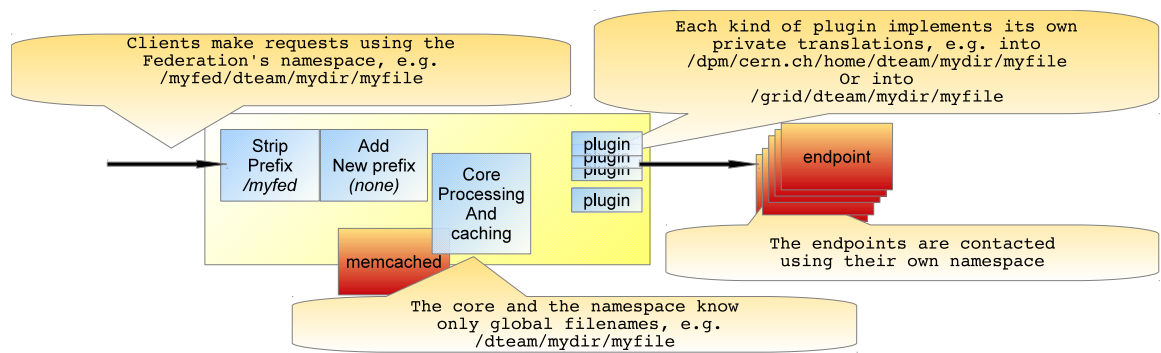 Clients make requests using the
Federation's namespace, e.g.
/myfed/dteam/mydir/myfile
Each kind of plugin implements its own
private translations, e.g. into
/dpm/cern.ch/home/dteam/mydir/myfile
Or into
/grid/dteam/mydir/myfile
Strip
Prefix
/myfed
Add
New prefix
(none)
Core
Processing
And
caching
plugin
plugin
plugin
plugin
endpoint
memcached
The endpoints are contacted
using their own namespace
The core and the namespace know
only global filenames, e.g.
/dteam/mydir/myfile